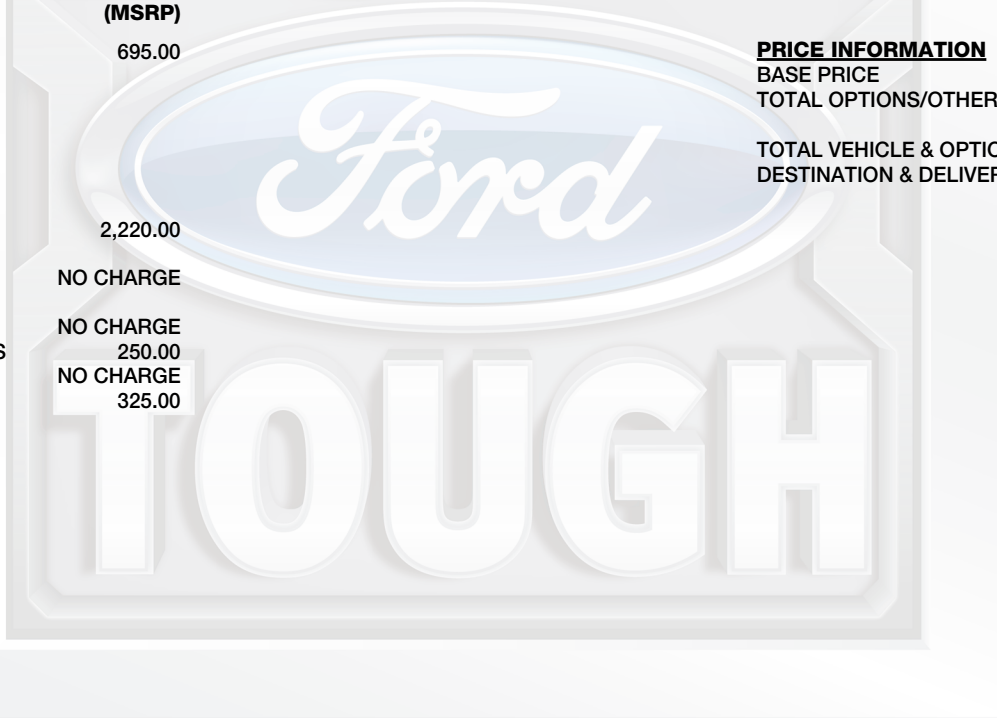 (MSRP)
695.00
2,220.00
NO CHARGE
NO CHARGE
250.00
NO CHARGE
325.00
PRICE INFORMATION
BASE PRICE
TOTAL OPTIONS/OTHER
TOTAL VEHICLE & OPTIO
DESTINATION & DELIVER
Ford
TOUGH